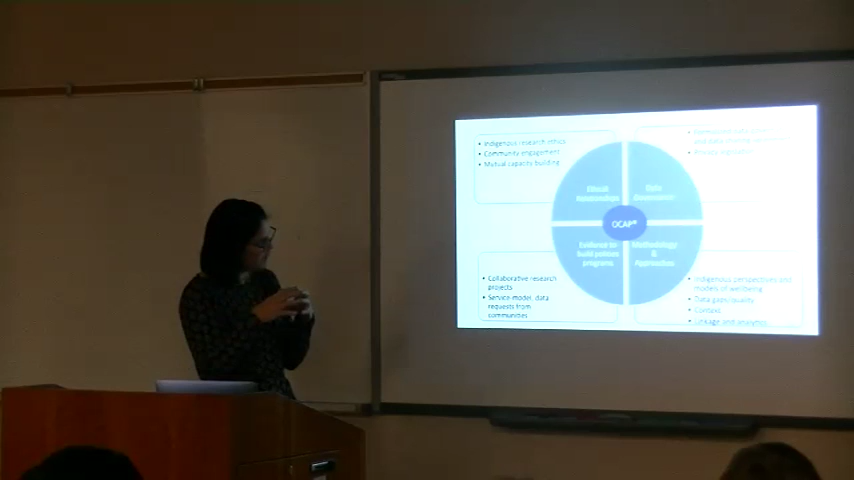 • Indigenous research ethics
• Community engagement
• Mutual capacity building
Ethical
Relationships
Data
Governance
OCAP®
Evidence to
build policies
programs
Methodology
&
Approaches
• Collaborative research
projects
• Service model, data
requests from
communities
• Indigenous perspectives and
models of wellbeing
• Data gaps/quality
• Context
• Linkage and analytics